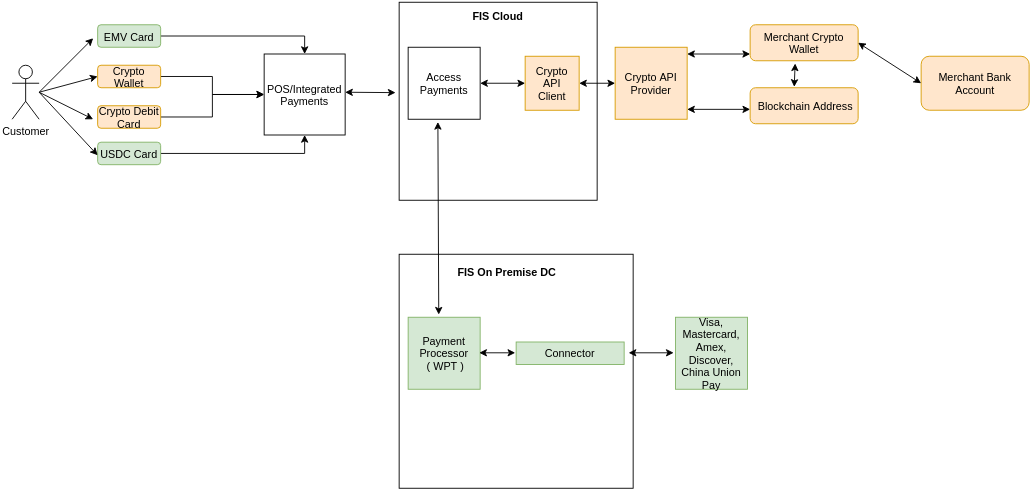 Customer
EMV Card
Crypto
Wallet
Crypto Debit
Card
USDC Card
POS/Integrated
Payments
FIS Cloud
Access
Payments
Crypto
API
Client
Crypto API
Provider
Merchant Crypto
Wallet
Blockchain Address
Merchant Bank
Account
FIS On Premise DC
Payment
Processor
( WPT )
Connector
Visa,
Mastercard,
Amex,
Discover,
China Union
Pay